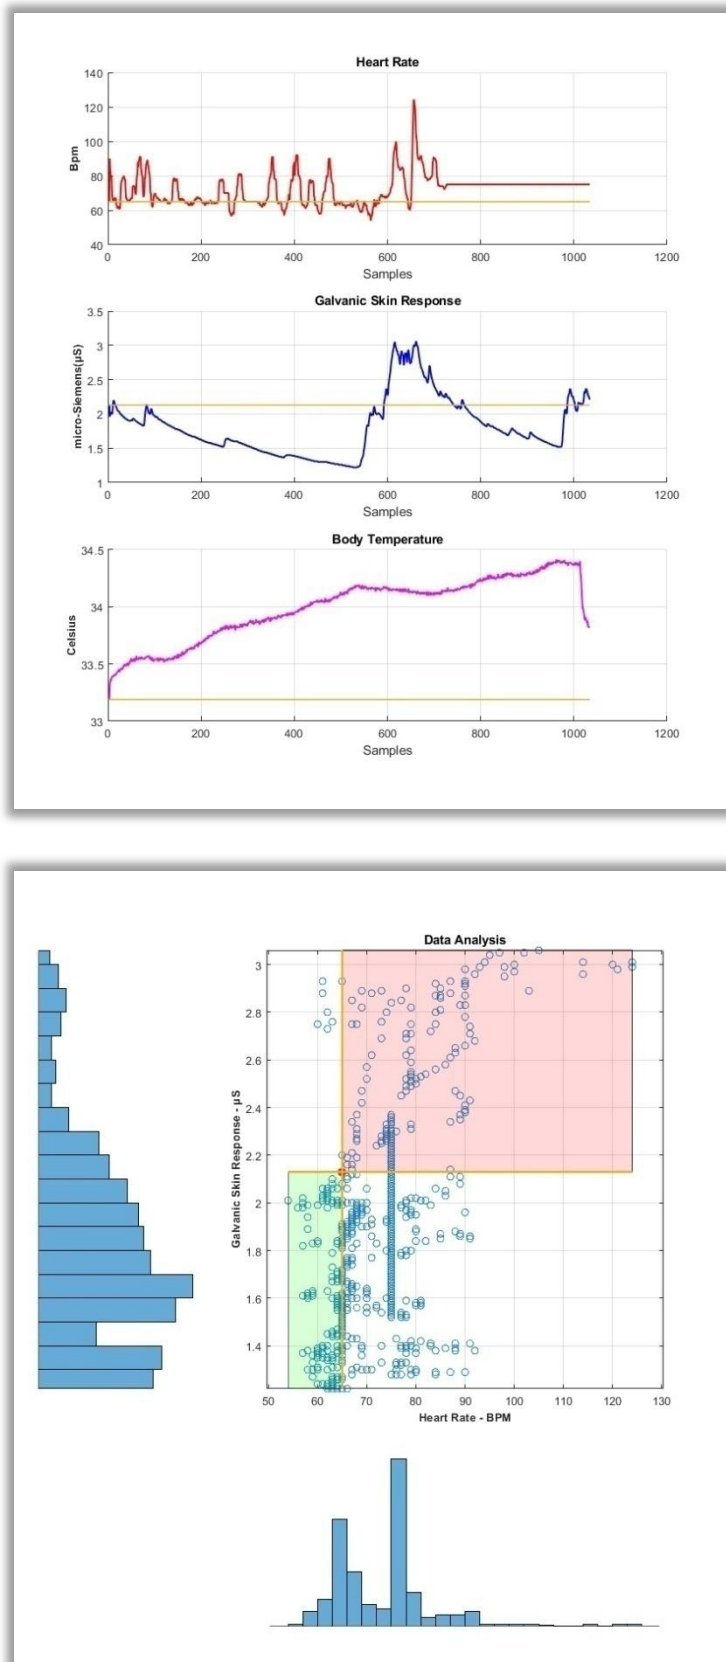 Heart Rate
Bpm
140
120
100
80
60
40
0 200 400 600 800 1000 1200
Samples
Galvanic Skin Response
micro-Siemens(µS)
3.5
3
2.5
2
1.5
1
0 200 400 600 800 1000 1200
Samples
Body Temperature
Celsius
34.5
34
33.5
33
0 200 400 600 800 1000 1200
Samples
Data Analysis
Galvanic Skin Response - µS
3
2.8
2.6
2.4
2.2
2
1.8
1.6
1.4
50 60 70 80 90 100 110 120 130
Heart Rate - BPM